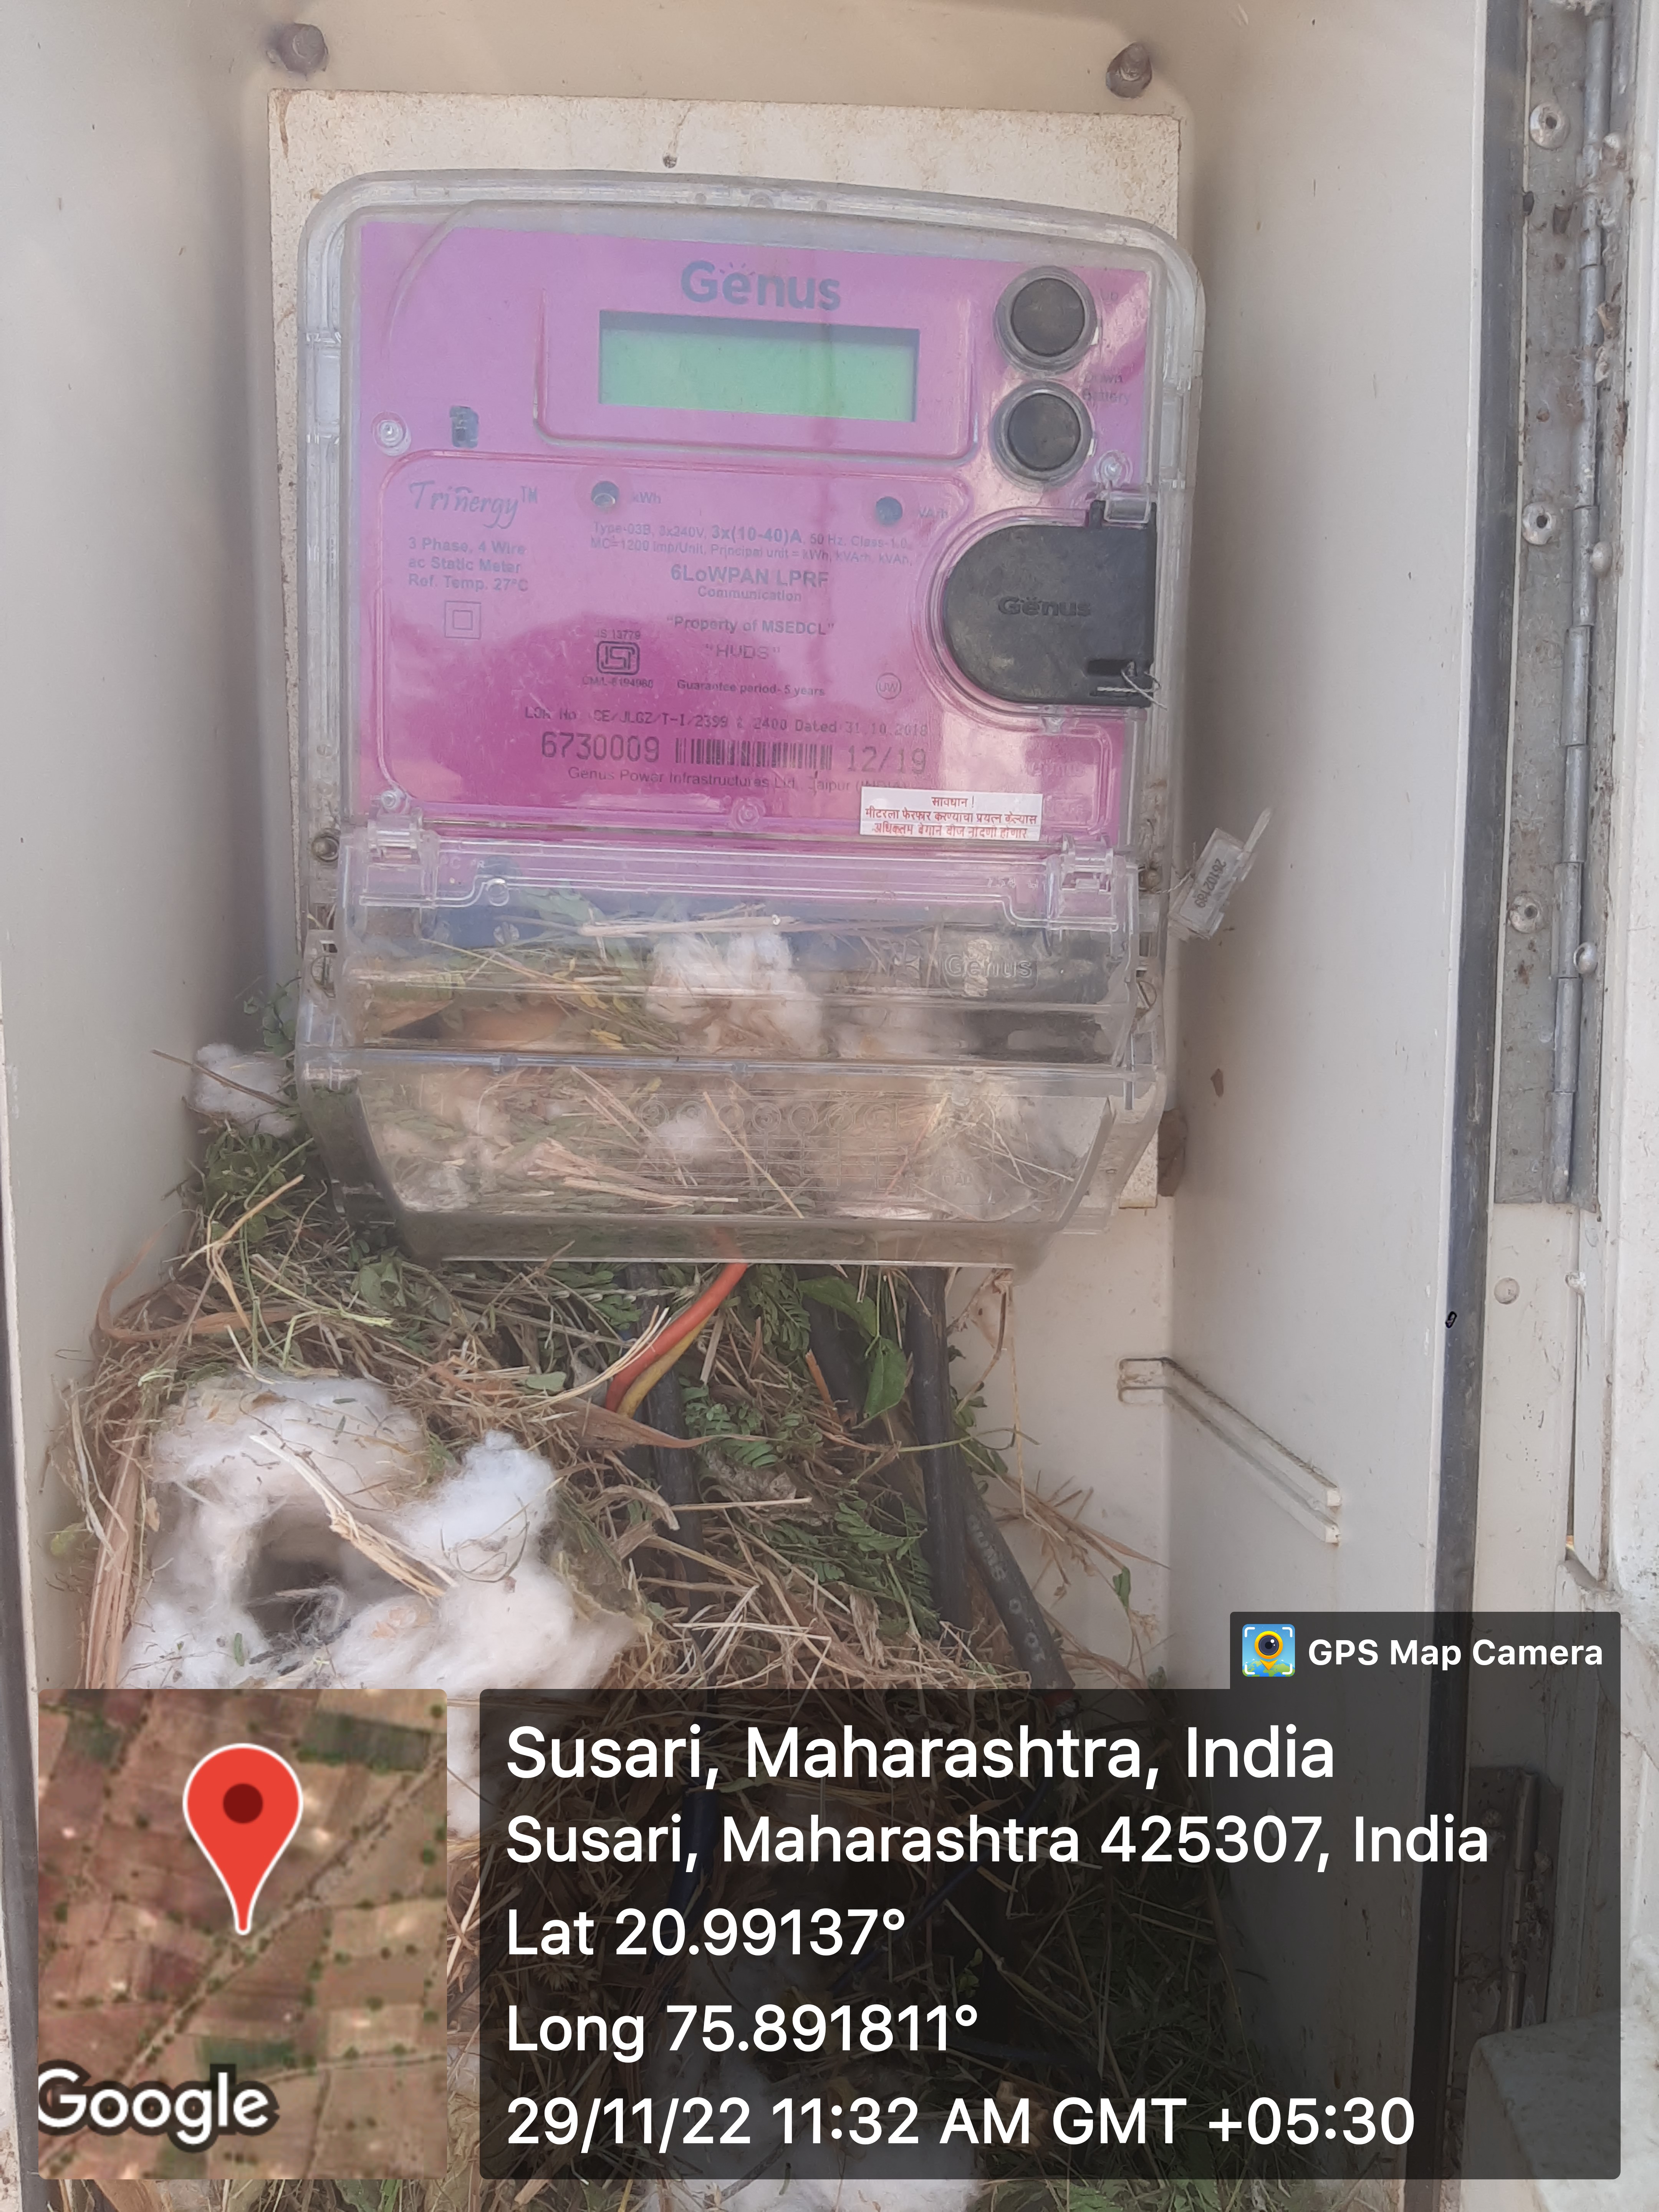 Genus
Up
Down
Battery
Trinergy™
kWh
3 Phase, 4 Wire
ac Static Meter
Ref. Temp. 27°C
Type-03B, 3x240V, 3x(10-40)A, 50 Hz, Class-1.0,
MC=1200 Imp/Unit, Principal unit = kWh, kVArh, kVAh,
6LoWPAN LPRF
Communication
"Property of MSEDCL"
"HVDS"
IS 13779
Guarantee period- 5 years
UW
Genus
LOA No. CE/JLGZ/T-I/2399 & 2400 Dated 31.10.2018
6730009 12/19
Genus Power Infrastructures Ltd., Jaipur
सावधान !
मीटरला फेरफार करण्याचा प्रयत्न केल्यास
अधिकतम वेगाने वीज नोंदणी होणार
Genus
GPS Map Camera
Susari, Maharashtra, India
Susari, Maharashtra 425307, India
Lat 20.99137°
Long 75.891811°
29/11/22 11:32 AM GMT +05:30
Google